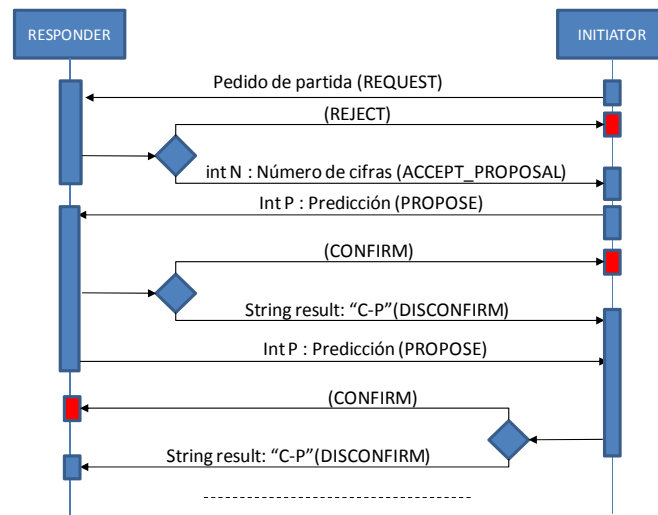 RESPONDER
INITIATOR
Pedido de partida (REQUEST)
(REJECT)
int N : Número de cifras (ACCEPT_PROPOSAL)
Int P : Predicción (PROPOSE)
(CONFIRM)
String result: “C-P”(DISCONFIRM)
Int P : Predicción (PROPOSE)
(CONFIRM)
String result: “C-P”(DISCONFIRM)